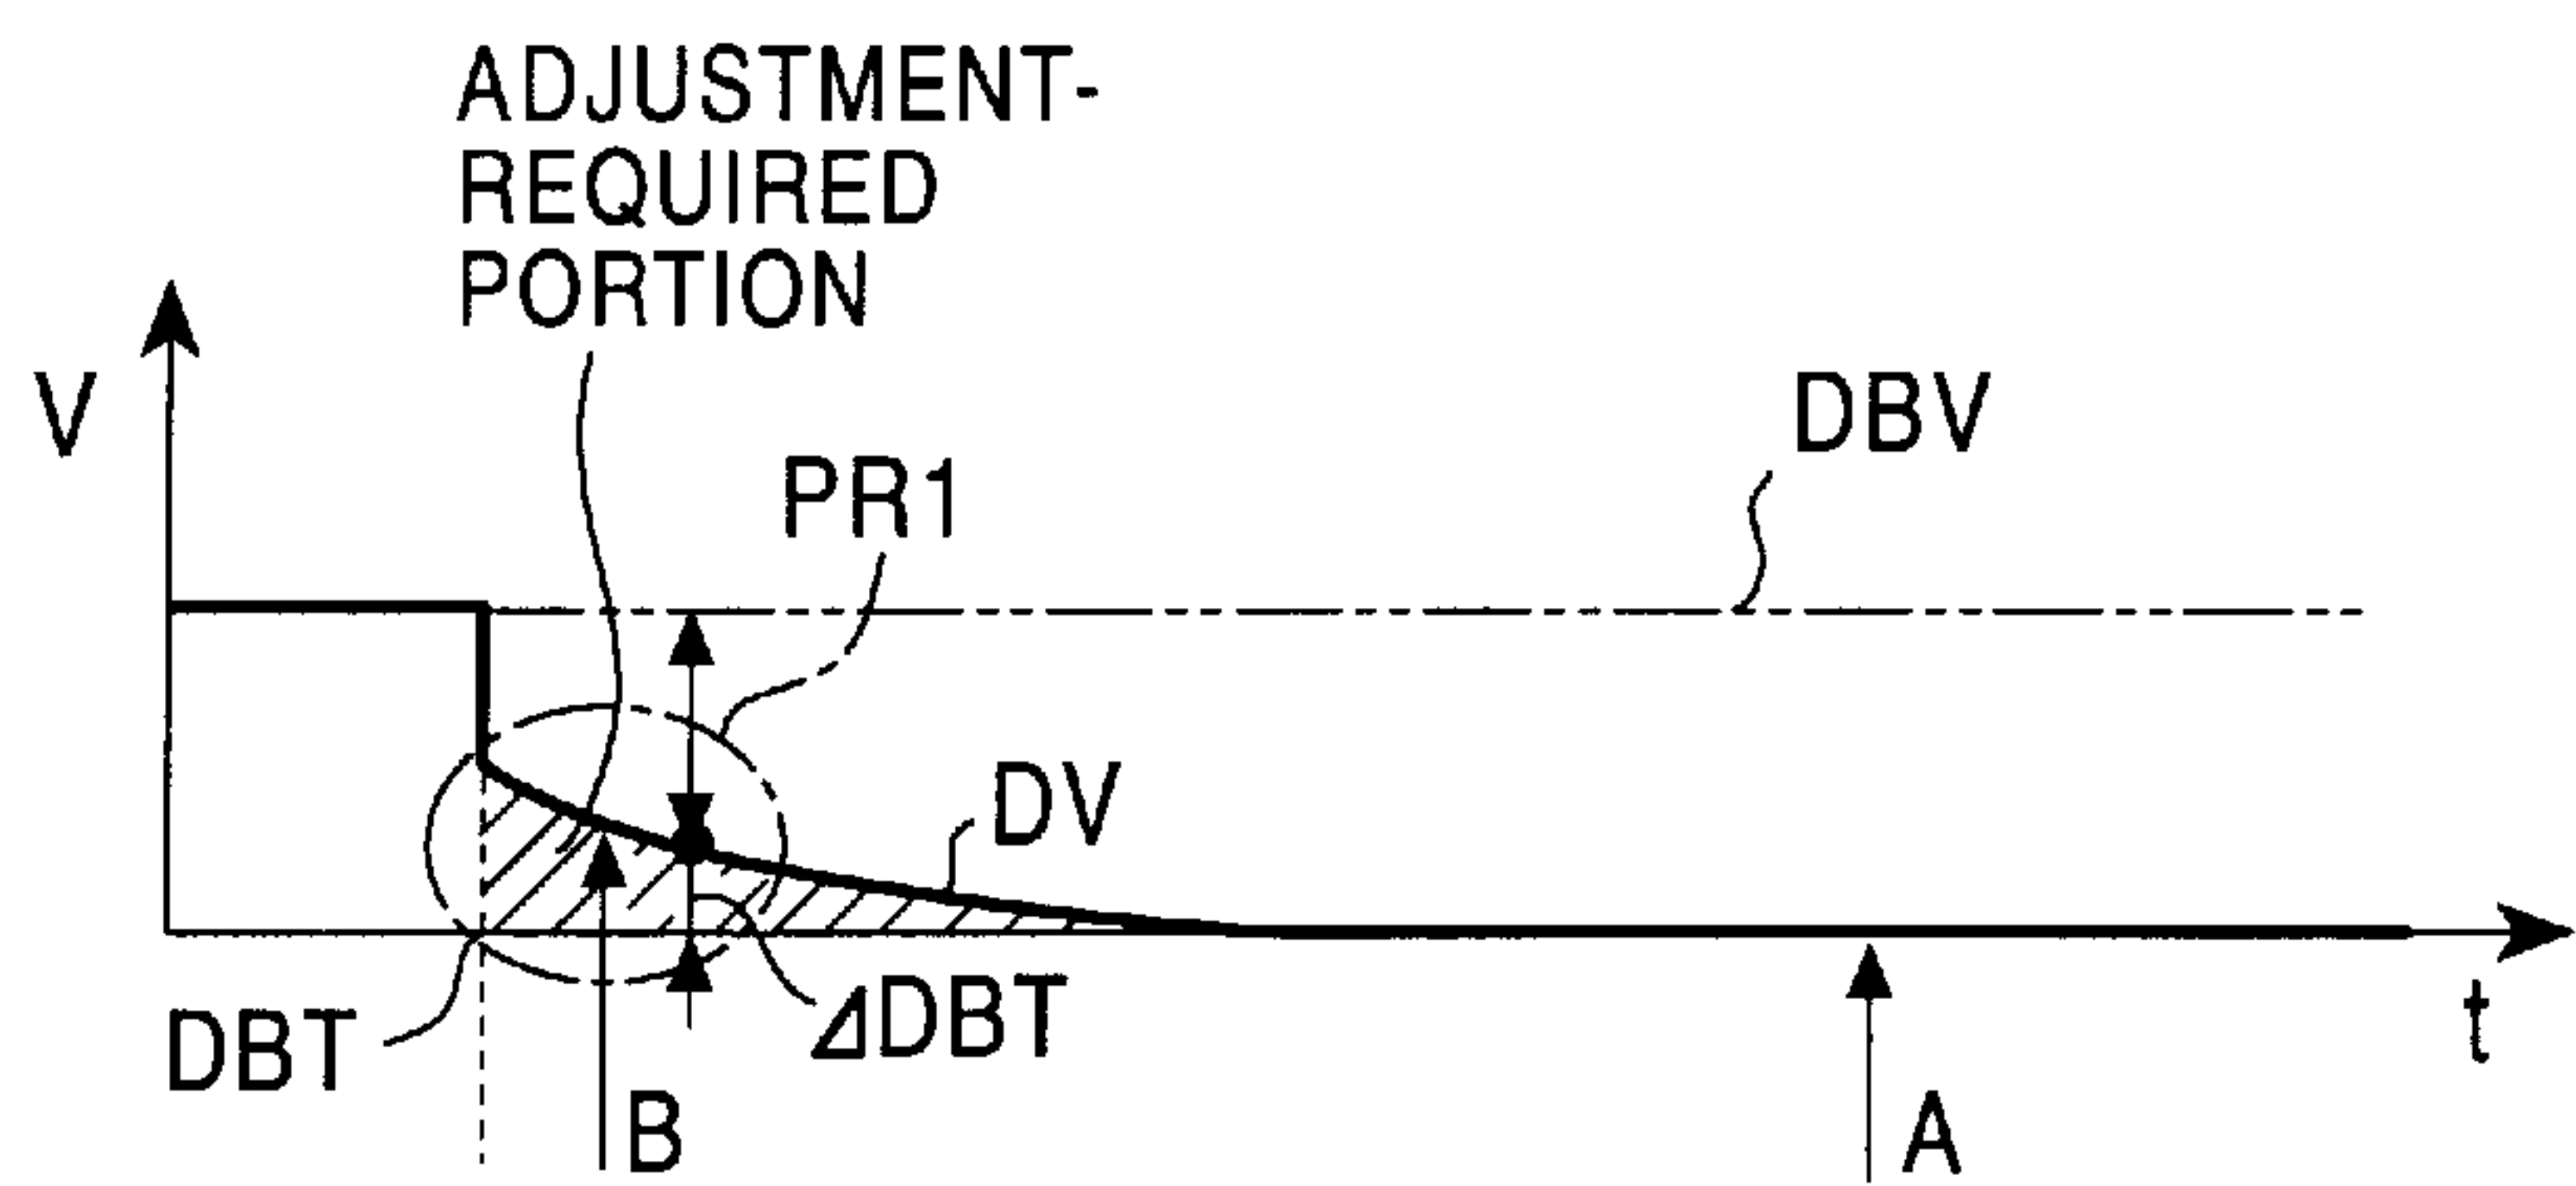 ADJUSTMENT-
REQUIRED
PORTION
V
DBV
PR1
DV
DBT
ΔDBT
t
B
A